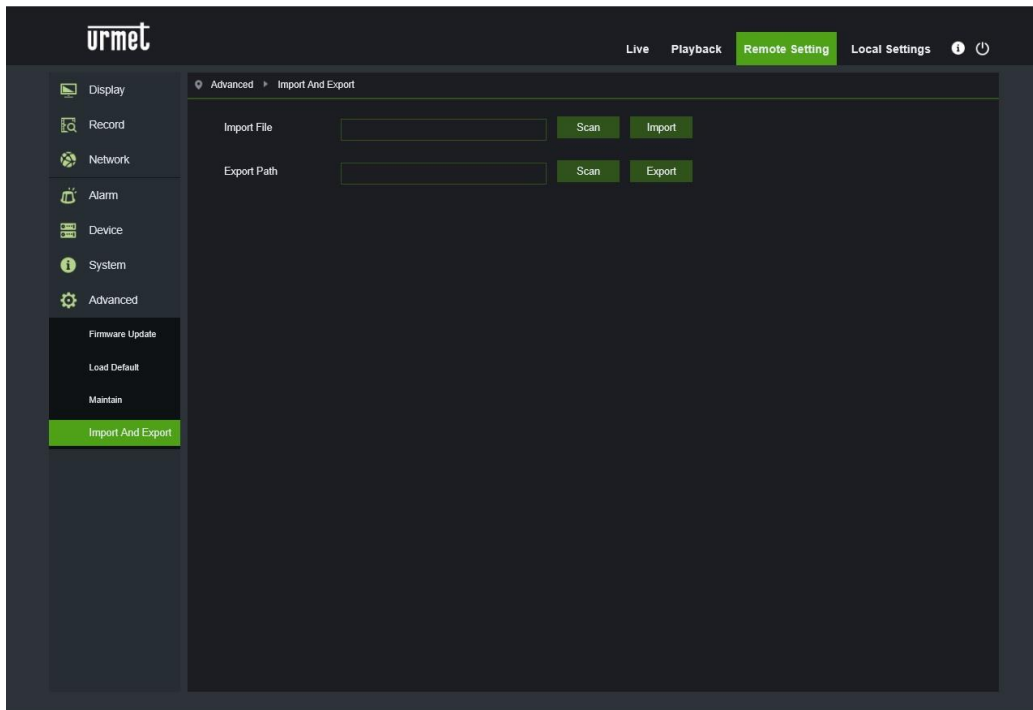 urmet
Live Playback Remote Setting Local Settings
Display
Record
Network
Alarm
Device
System
Advanced
Firmware Update
Load Default
Maintain
Import And Export
Advanced Import And Export
Import File Scan Import
Export Path Scan Export